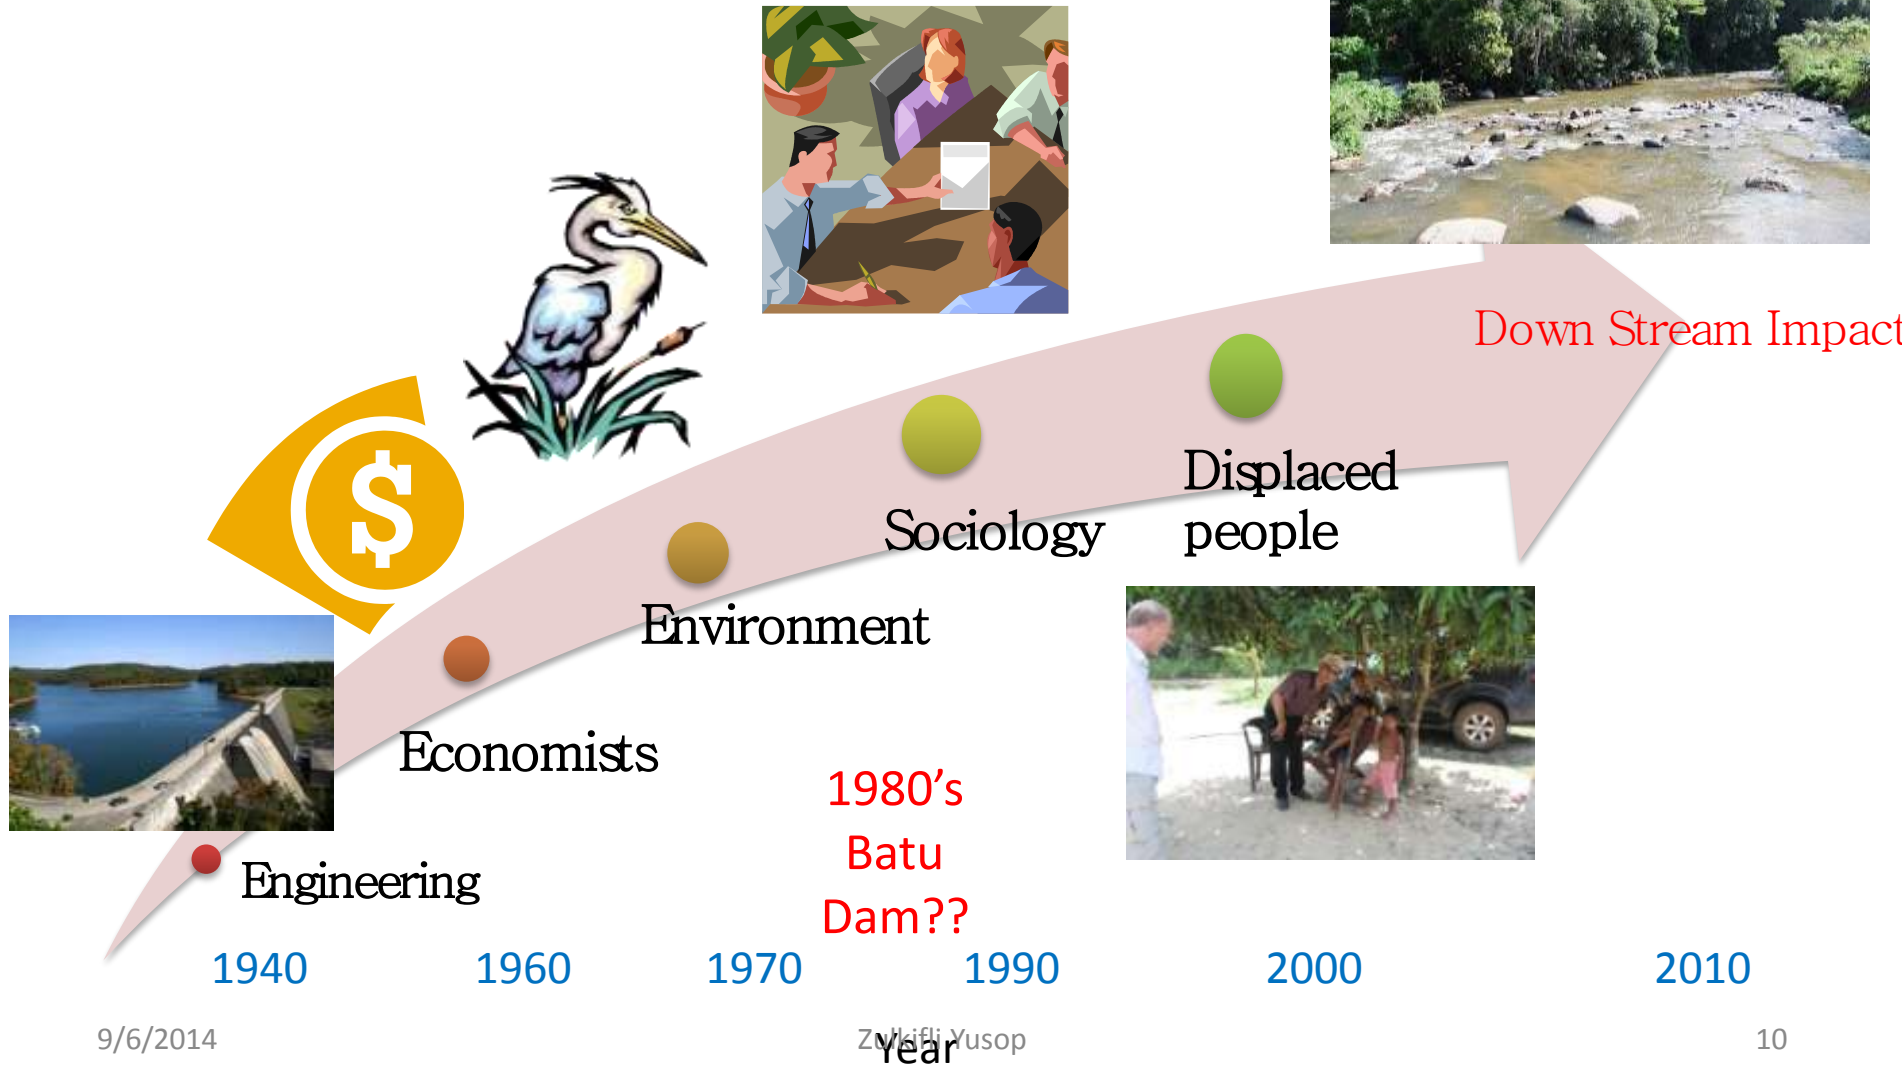 Down Stream Impact
Displaced
people
Sociology
Environment
Economists
Engineering
1980’s
Batu
Dam??
1940 1960 1970 1990 2000 2010
Year
9/6/2014 Zulkifli Yusop 10
$